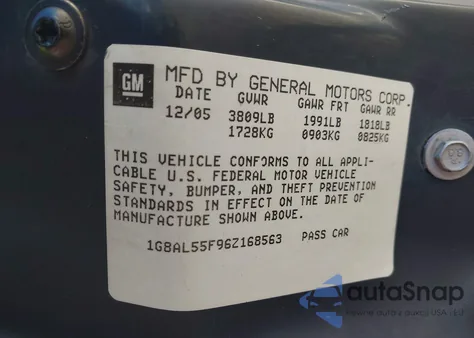 GM
MFD BY GENERAL MOTORS CORP.
DATE GVWR GAWR FRT GAWR RR
12/05 3809LB 1991LB 1818LB
1728KG 0903KG 0825KG
THIS VEHICLE CONFORMS TO ALL APPLI-
CABLE U.S. FEDERAL MOTOR VEHICLE
SAFETY, BUMPER, AND THEFT PREVENTION
STANDARDS IN EFFECT ON THE DATE OF
MANUFACTURE SHOWN ABOVE.
1G8AL55F96Z168563 PASS CAR
autoSnap